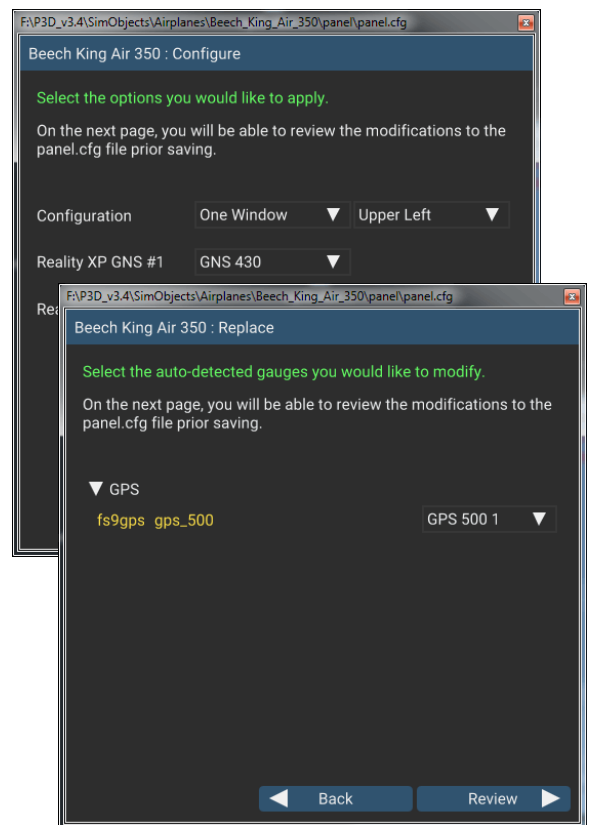 F:\P3D_v3.4\SimObjects\Airplanes\Beech_King_Air_350\panel\panel.cfg
Beech King Air 350 : Configure
Select the options you would like to apply.
On the next page, you will be able to review the modifications to the
panel.cfg file prior saving.
Configuration One Window Upper Left
Reality XP GNS #1 GNS 430
Rea
F:\P3D_v3.4\SimObjects\Airplanes\Beech_King_Air_350\panel\panel.cfg
Beech King Air 350 : Replace
Select the auto-detected gauges you would like to modify.
On the next page, you will be able to review the modifications to the
panel.cfg file prior saving.
GPS
fs9gps gps_500 GPS 500 1
Back Review